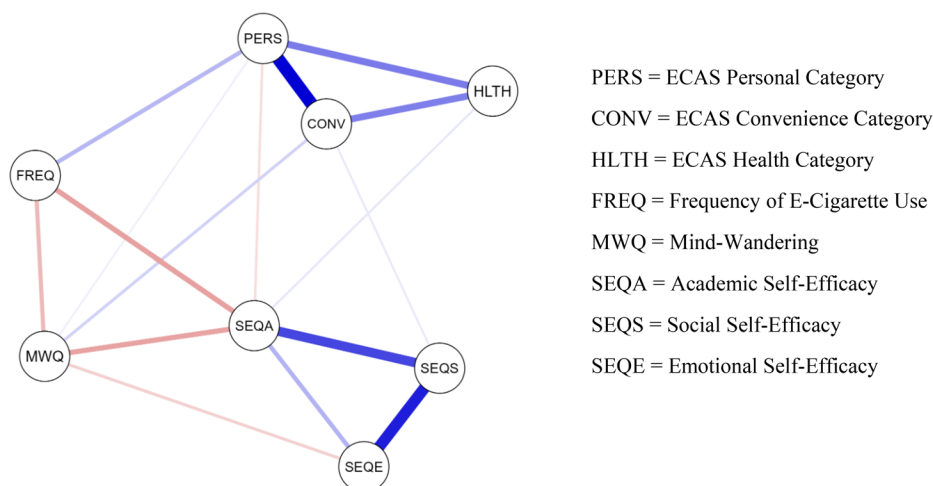 PERS
HLTH
CONV
FREQ
SEQA
MWQ
SEQS
SEQE
PERS = ECAS Personal Category
CONV = ECAS Convenience Category
HLTH = ECAS Health Category
FREQ = Frequency of E-Cigarette Use
MWQ = Mind-Wandering
SEQA = Academic Self-Efficacy
SEQS = Social Self-Efficacy
SEQE = Emotional Self-Efficacy